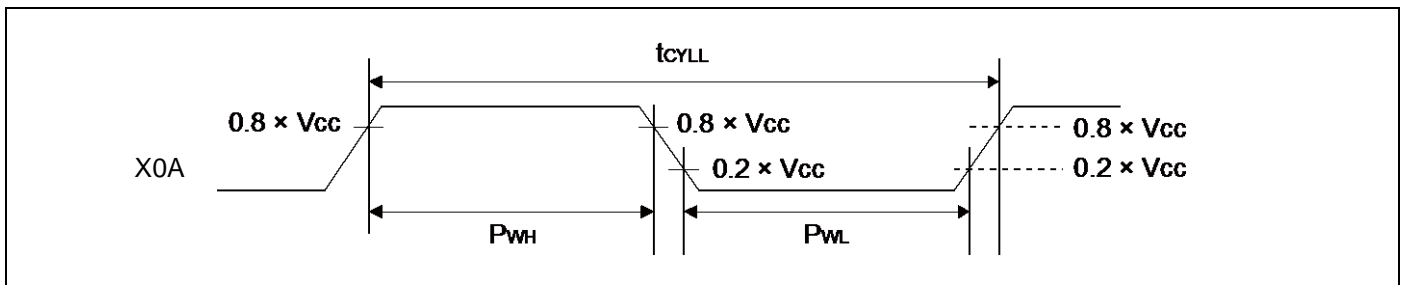 tCYLL
0.8 × Vcc
0.8 × Vcc
0.8 × Vcc
X0A
0.2 × Vcc
0.2 × Vcc
PWH
PWL